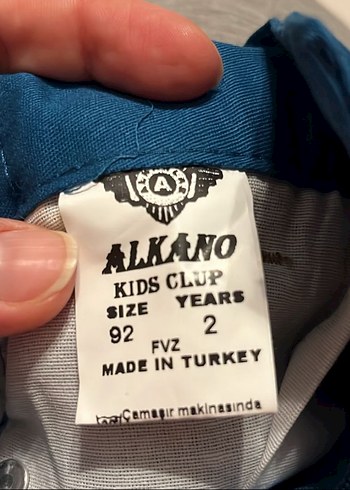 A
ALKANO
KIDS CLUP
SIZE YEARS
92 2
FVZ
MADE IN TURKEY
Çamaşır makinasında